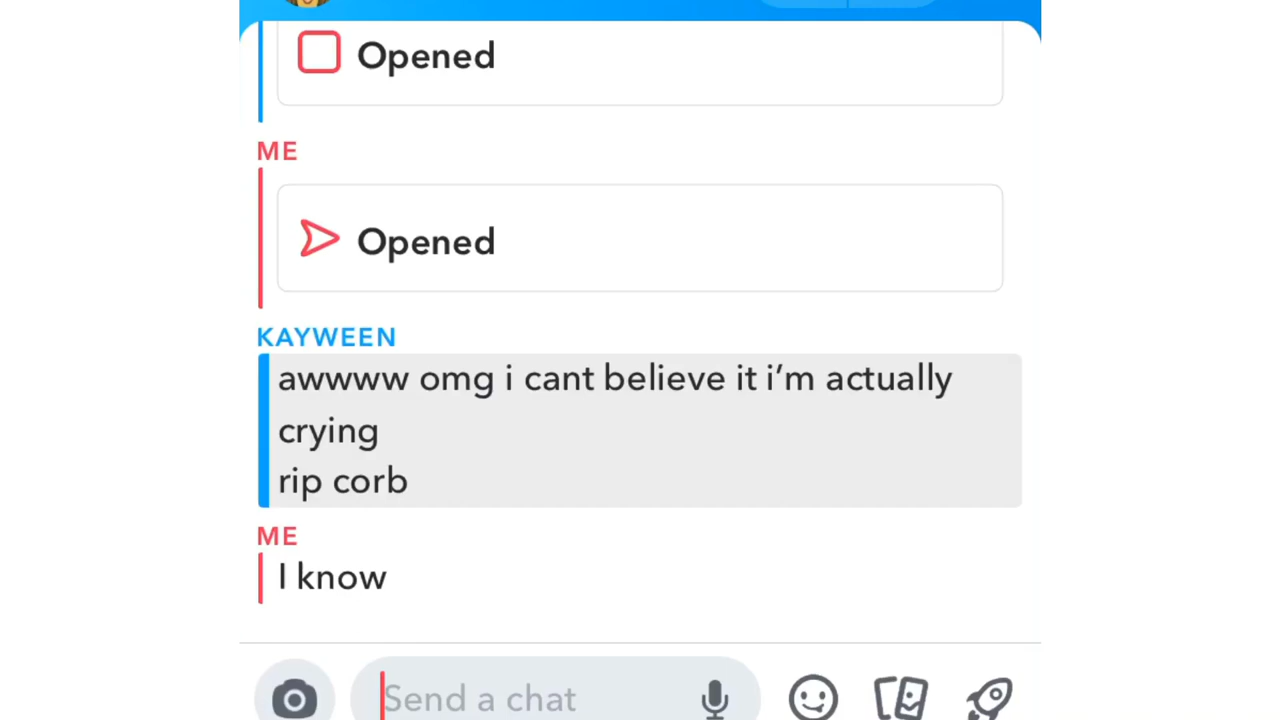 Opened
ME
Opened
KAYWEEN
awwww omg i cant believe it i’m actually
crying
rip corb
ME
I know
Send a chat